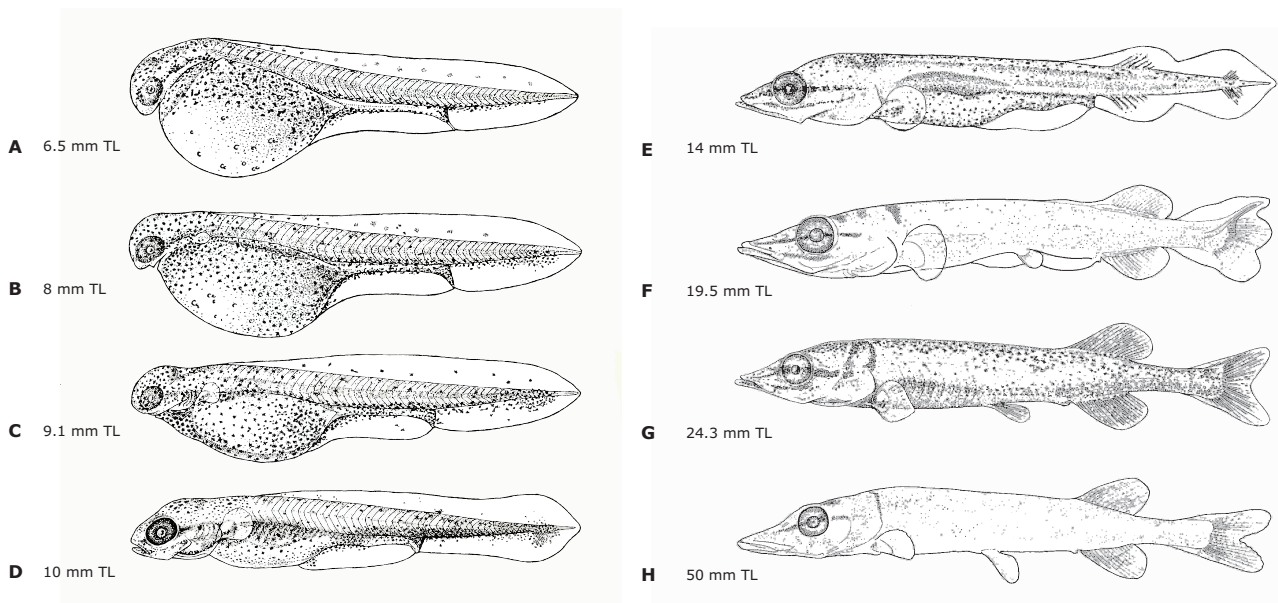 A 6.5 mm TL
B 8 mm TL
C 9.1 mm TL
D 10 mm TL
E 14 mm TL
F 19.5 mm TL
G 24.3 mm TL
H 50 mm TL